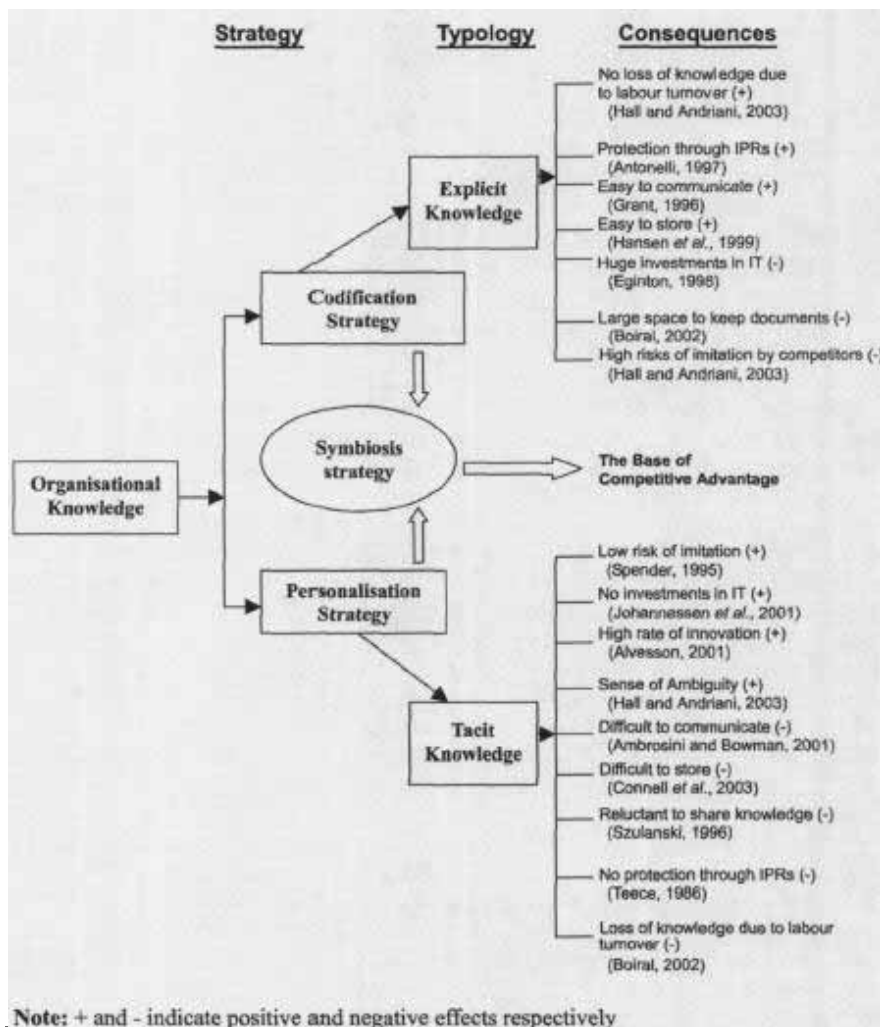 Strategy Typology Consequences
No loss of knowledge due
to labour turnover (+)
(Hall and Andriani, 2003)
Protection through IPRs (+)
(Antonelli, 1997)
Explicit
Knowledge
Easy to communicate (+)
(Grant, 1996)
Easy to store (+)
(Hansen et al., 1999)
Huge investments in IT (-)
(Eginton, 1998)
Codification
Strategy
Large space to keep documents (-)
(Boiral, 2002)
High risks of imitation by competitors (-)
(Hall and Andriani, 2003)
Symbiosis
strategy
The Base of
Competitive Advantage
Organisational
Knowledge
Personalisation
Strategy
Low risk of imitation (+)
(Spender, 1995)
No investments in IT (+)
(Johannessen et al., 2001)
High rate of innovation (+)
(Alvesson, 2001)
Sense of Ambiguity (+)
(Hall and Andriani, 2003)
Tacit
Knowledge
Difficult to communicate (-)
(Ambrosini and Bowman, 2001)
Difficult to store (-)
(Connell et al., 2003)
Reluctant to share knowledge (-)
(Szulanski, 1996)
No protection through IPRs (-)
(Teece, 1986)
Loss of knowledge due to labour
turnover (-)
(Boiral, 2002)
Note: + and - indicate positive and negative effects respectively